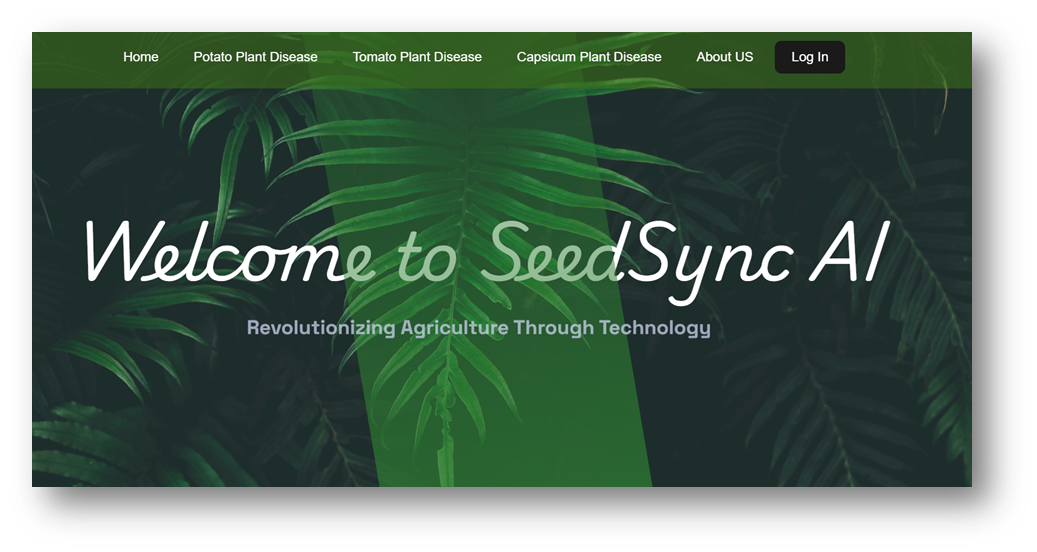 Home Potato Plant Disease Tomato Plant Disease Capsicum Plant Disease About US Log In
Welcome to SeedSync AI
Revolutionizing Agriculture Through Technology